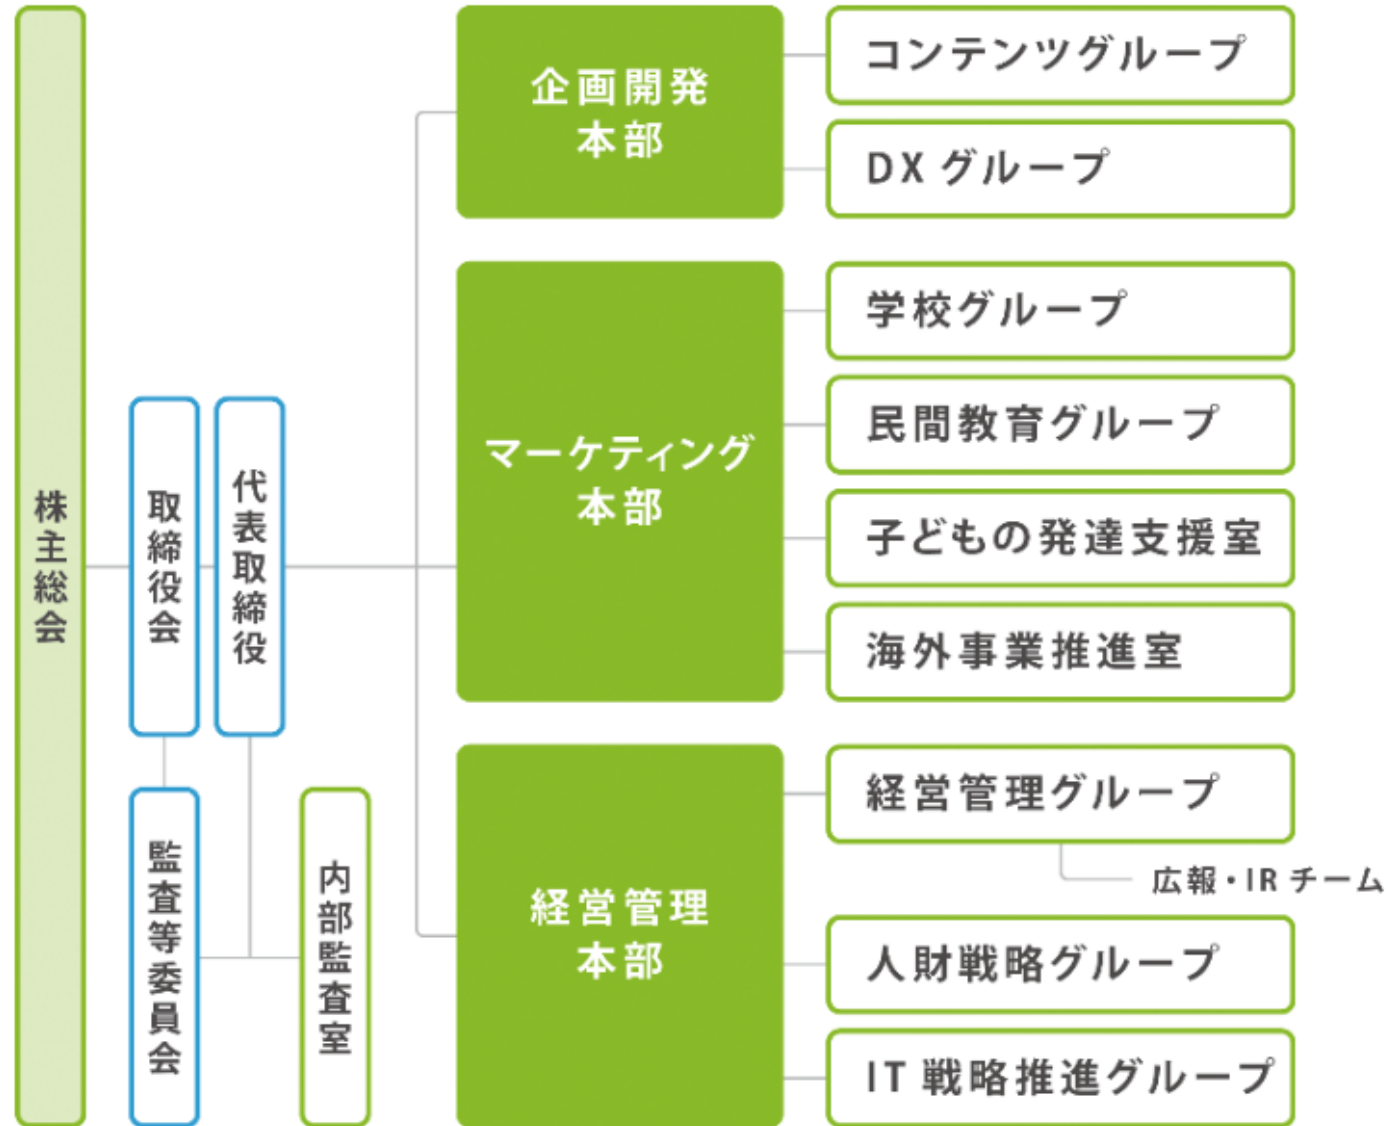 株主総会
取締役会
代表取締役
監査等委員会
内部監査室
企画開発
本部
コンテンツグループ
DX グループ
マーケティング
本部
学校グループ
民間教育グループ
子どもの発達支援室
海外事業推進室
経営管理
本部
経営管理グループ
広報・IR チーム
人財戦略グループ
IT 戦略推進グループ